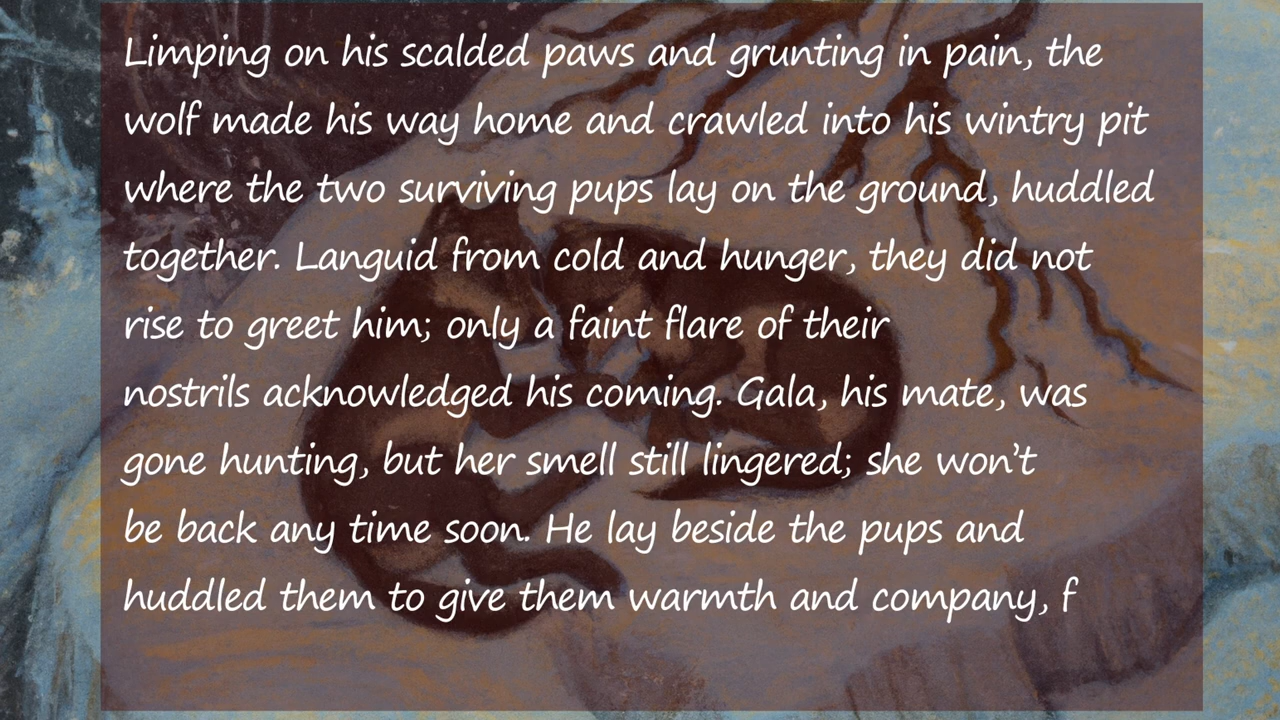 Limping on his scalded paws and grunting in pain, the
wolf made his way home and crawled into his wintry pit
where the two surviving pups lay on the ground, huddled
together. Languid from cold and hunger, they did not
rise to greet him; only a faint flare of their
nostrils acknowledged his coming. Gala, his mate, was
gone hunting, but her smell still lingered; she won’t
be back any time soon. He lay beside the pups and
huddled them to give them warmth and company, f